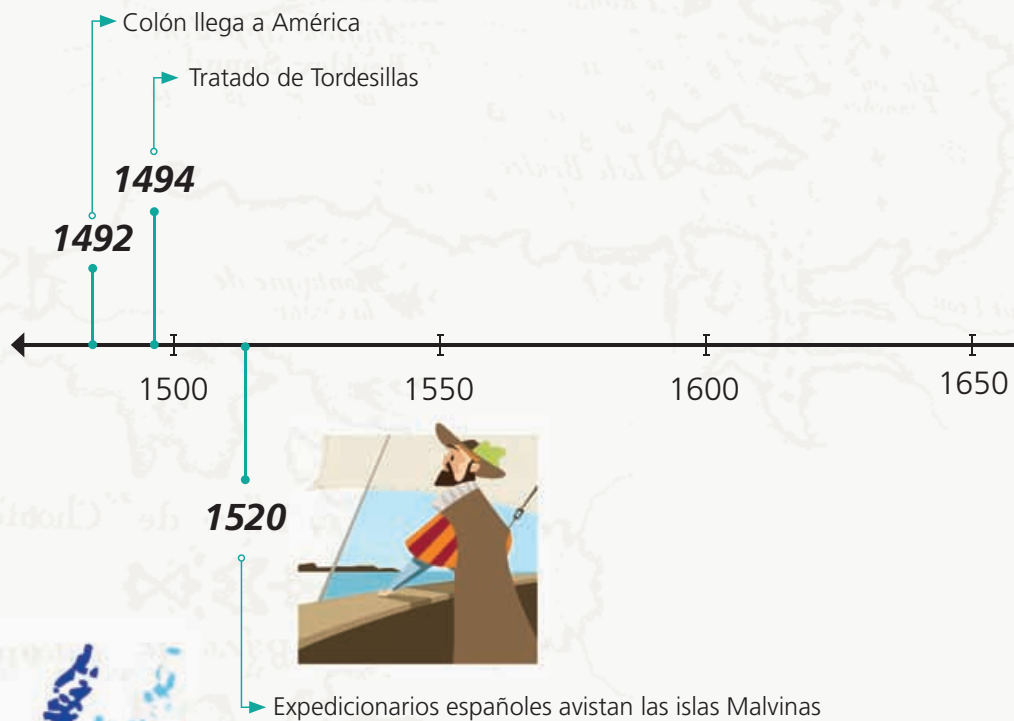 Colón llega a América
Tratado de Tordesillas
1494
1492
1500
1550
1600
1650
1520
Expedicionarios españoles avistan las islas Malvinas